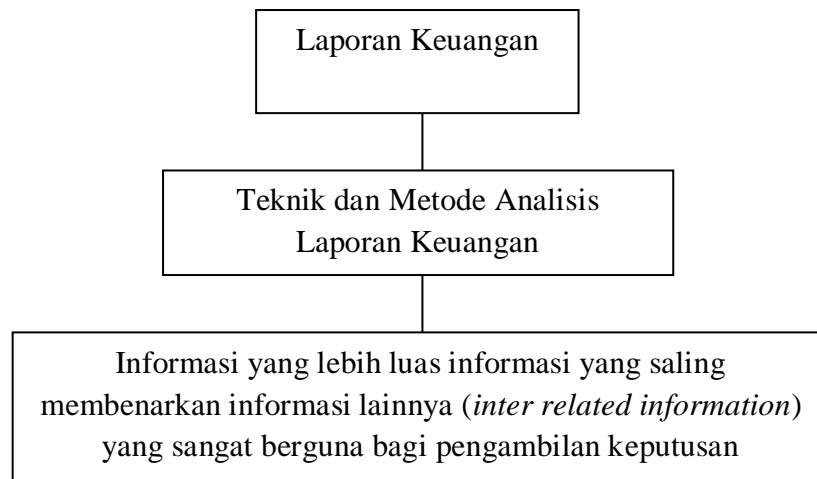 Laporan Keuangan
Teknik dan Metode Analisis
Laporan Keuangan
Informasi yang lebih luas informasi yang saling
membenarkan informasi lainnya (inter related information)
yang sangat berguna bagi pengambilan keputusan